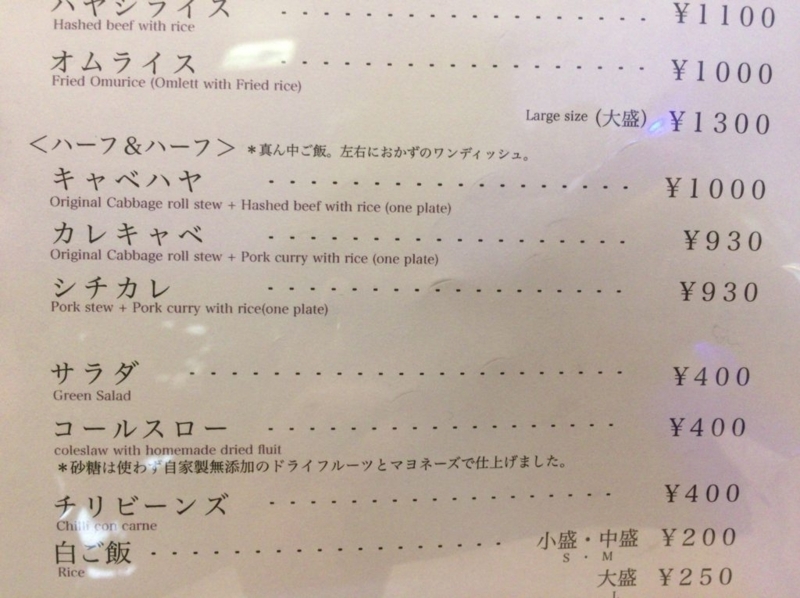 ハヤシライス ・・・・・・・・・・・・・・・・ ¥1100
Hashed beef with rice
オムライス ・・・・・・・・・・・・・・・・ ¥1000
Fried Omurice (Omlett with Fried rice)
Large size (大盛) ¥1300
＜ハーフ＆ハーフ＞ ＊真ん中ご飯。左右におかずのワンディッシュ。
キャベハヤ ・・・・・・・・・・・・・・・・ ¥1000
Original Cabbage roll stew + Hashed beef with rice (one plate)
カレキャベ ・・・・・・・・・・・・・・・・ ¥930
Original Cabbage roll stew + Pork curry with rice (one plate)
シチカレ ・・・・・・・・・・・・・・・・ ¥930
Pork stew + Pork curry with rice(one plate)
サラダ ・・・・・・・・・・・・・・・・・・・ ¥400
Green Salad
コールスロー ・・・・・・・・・・・・・・・ ¥400
coleslaw with homemade dried fluit
＊砂糖は使わず自家製無添加のドライフルーツとマヨネーズで仕上げました。
チリビーンズ ・・・・・・・・・・・・・・・ ¥400
Chilli con carne
白ご飯 ・・・・・・・・・・・・・・・ 小盛・中盛 ¥200
Rice S ・ M
大盛 ¥250
L